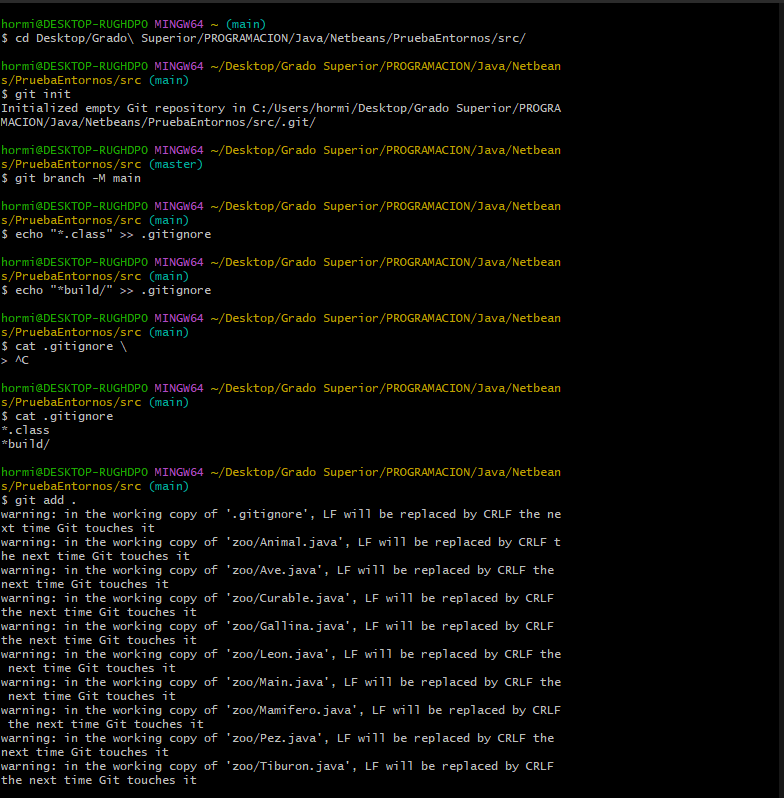 hormi@DESKTOP-RUGHDPO MINGW64 ~ (main)
$ cd Desktop/Grado\ Superior/PROGRAMACION/Java/Netbeans/PruebaEntornos/src/
hormi@DESKTOP-RUGHDPO MINGW64 ~/Desktop/Grado Superior/PROGRAMACION/Java/Netbean
s/PruebaEntornos/src (main)
$ git init
Initialized empty Git repository in C:/Users/hormi/Desktop/Grado Superior/PROGRA
MACION/Java/Netbeans/PruebaEntornos/src/.git/
hormi@DESKTOP-RUGHDPO MINGW64 ~/Desktop/Grado Superior/PROGRAMACION/Java/Netbean
s/PruebaEntornos/src (master)
$ git branch -M main
hormi@DESKTOP-RUGHDPO MINGW64 ~/Desktop/Grado Superior/PROGRAMACION/Java/Netbean
s/PruebaEntornos/src (main)
$ echo "*.class" >> .gitignore
hormi@DESKTOP-RUGHDPO MINGW64 ~/Desktop/Grado Superior/PROGRAMACION/Java/Netbean
s/PruebaEntornos/src (main)
$ echo "*build/" >> .gitignore
hormi@DESKTOP-RUGHDPO MINGW64 ~/Desktop/Grado Superior/PROGRAMACION/Java/Netbean
s/PruebaEntornos/src (main)
$ cat .gitignore \
> ^C
hormi@DESKTOP-RUGHDPO MINGW64 ~/Desktop/Grado Superior/PROGRAMACION/Java/Netbean
s/PruebaEntornos/src (main)
$ cat .gitignore
*.class
*build/
hormi@DESKTOP-RUGHDPO MINGW64 ~/Desktop/Grado Superior/PROGRAMACION/Java/Netbean
s/PruebaEntornos/src (main)
$ git add .
warning: in the working copy of '.gitignore', LF will be replaced by CRLF the ne
xt time Git touches it
warning: in the working copy of 'zoo/Animal.java', LF will be replaced by CRLF t
he next time Git touches it
warning: in the working copy of 'zoo/Ave.java', LF will be replaced by CRLF the
next time Git touches it
warning: in the working copy of 'zoo/Curable.java', LF will be replaced by CRLF
the next time Git touches it
warning: in the working copy of 'zoo/Gallina.java', LF will be replaced by CRLF
the next time Git touches it
warning: in the working copy of 'zoo/Leon.java', LF will be replaced by CRLF the
 next time Git touches it
warning: in the working copy of 'zoo/Main.java', LF will be replaced by CRLF the
 next time Git touches it
warning: in the working copy of 'zoo/Mamifero.java', LF will be replaced by CRLF
 the next time Git touches it
warning: in the working copy of 'zoo/Pez.java', LF will be replaced by CRLF the
next time Git touches it
warning: in the working copy of 'zoo/Tiburon.java', LF will be replaced by CRLF
the next time Git touches it